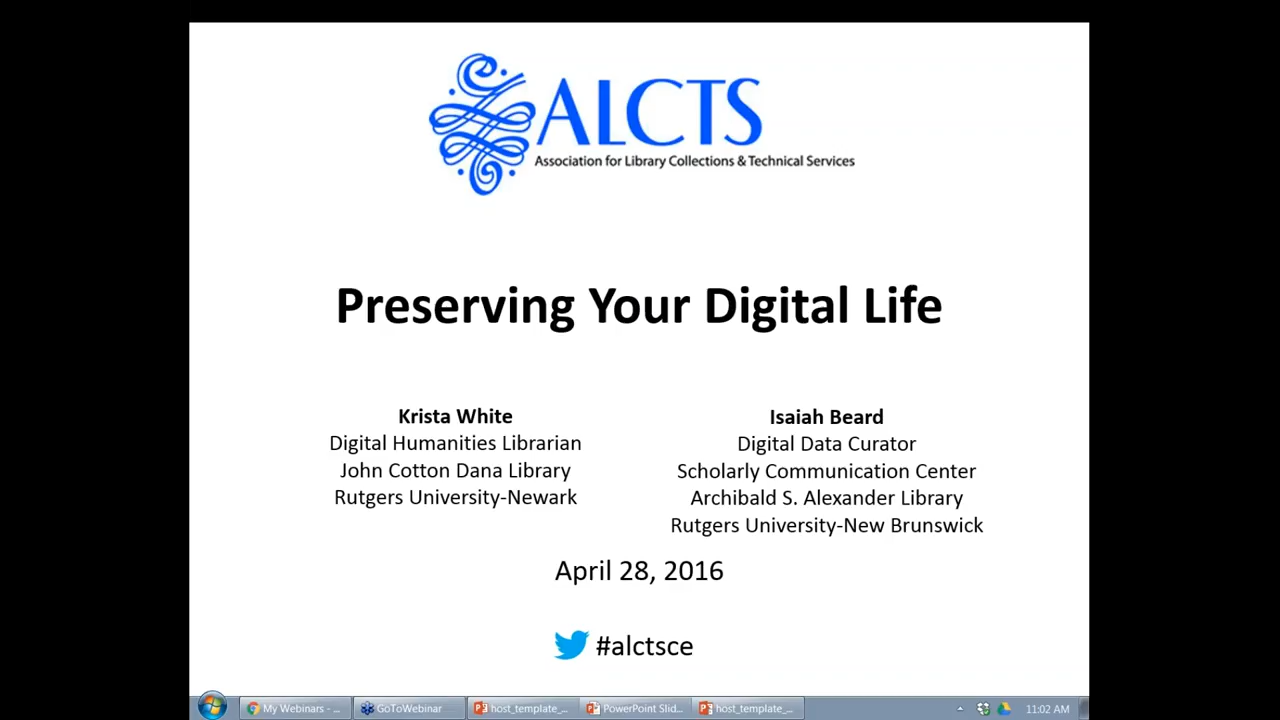 ALCTS
Association for Library Collections & Technical Services
Preserving Your Digital Life
Krista White
Digital Humanities Librarian
John Cotton Dana Library
Rutgers University-Newark
Isaiah Beard
Digital Data Curator
Scholarly Communication Center
Archibald S. Alexander Library
Rutgers University-New Brunswick
April 28, 2016
#alctsce
My Webinars - ...
GoToWebinar
host_template_...
PowerPoint Slid...
host_template_...
11:02 AM